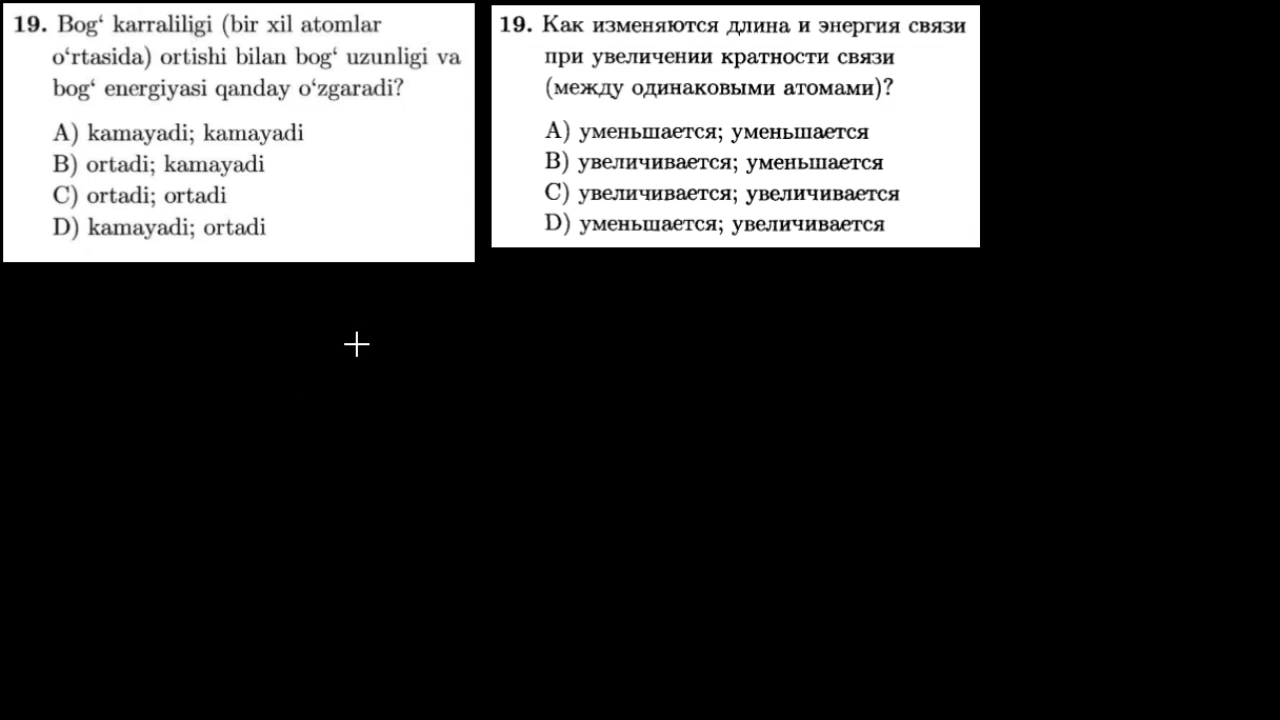 19. Bog‘ karraliligi (bir xil atomlar
o‘rtasida) ortishi bilan bog‘ uzunligi va
bog‘ energiyasi qanday o‘zgaradi?
A) kamayadi; kamayadi
B) ortadi; kamayadi
C) ortadi; ortadi
D) kamayadi; ortadi
19. Как изменяются длина и энергия связи
при увеличении кратности связи
(между одинаковыми атомами)?
A) уменьшается; уменьшается
B) увеличивается; уменьшается
C) увеличивается; увеличивается
D) уменьшается; увеличивается